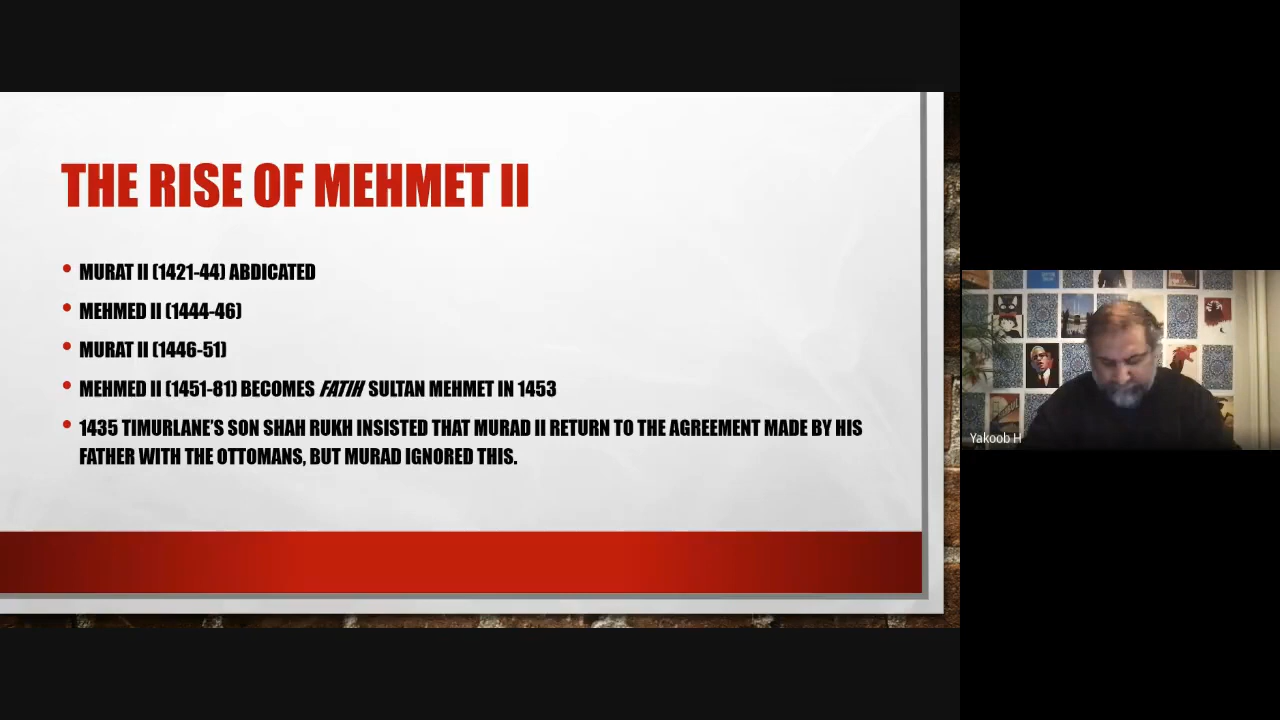 THE RISE OF MEHMET II
• MURAT II (1421-44) ABDICATED
• MEHMED II (1444-46)
• MURAT II (1446-51)
• MEHMED II (1451-81) BECOMES FATIH SULTAN MEHMET IN 1453
• 1435 TIMURLANE'S SON SHAH RUKH INSISTED THAT MURAD II RETURN TO THE AGREEMENT MADE BY HIS
FATHER WITH THE OTTOMANS, BUT MURAD IGNORED THIS.
Yakoob H